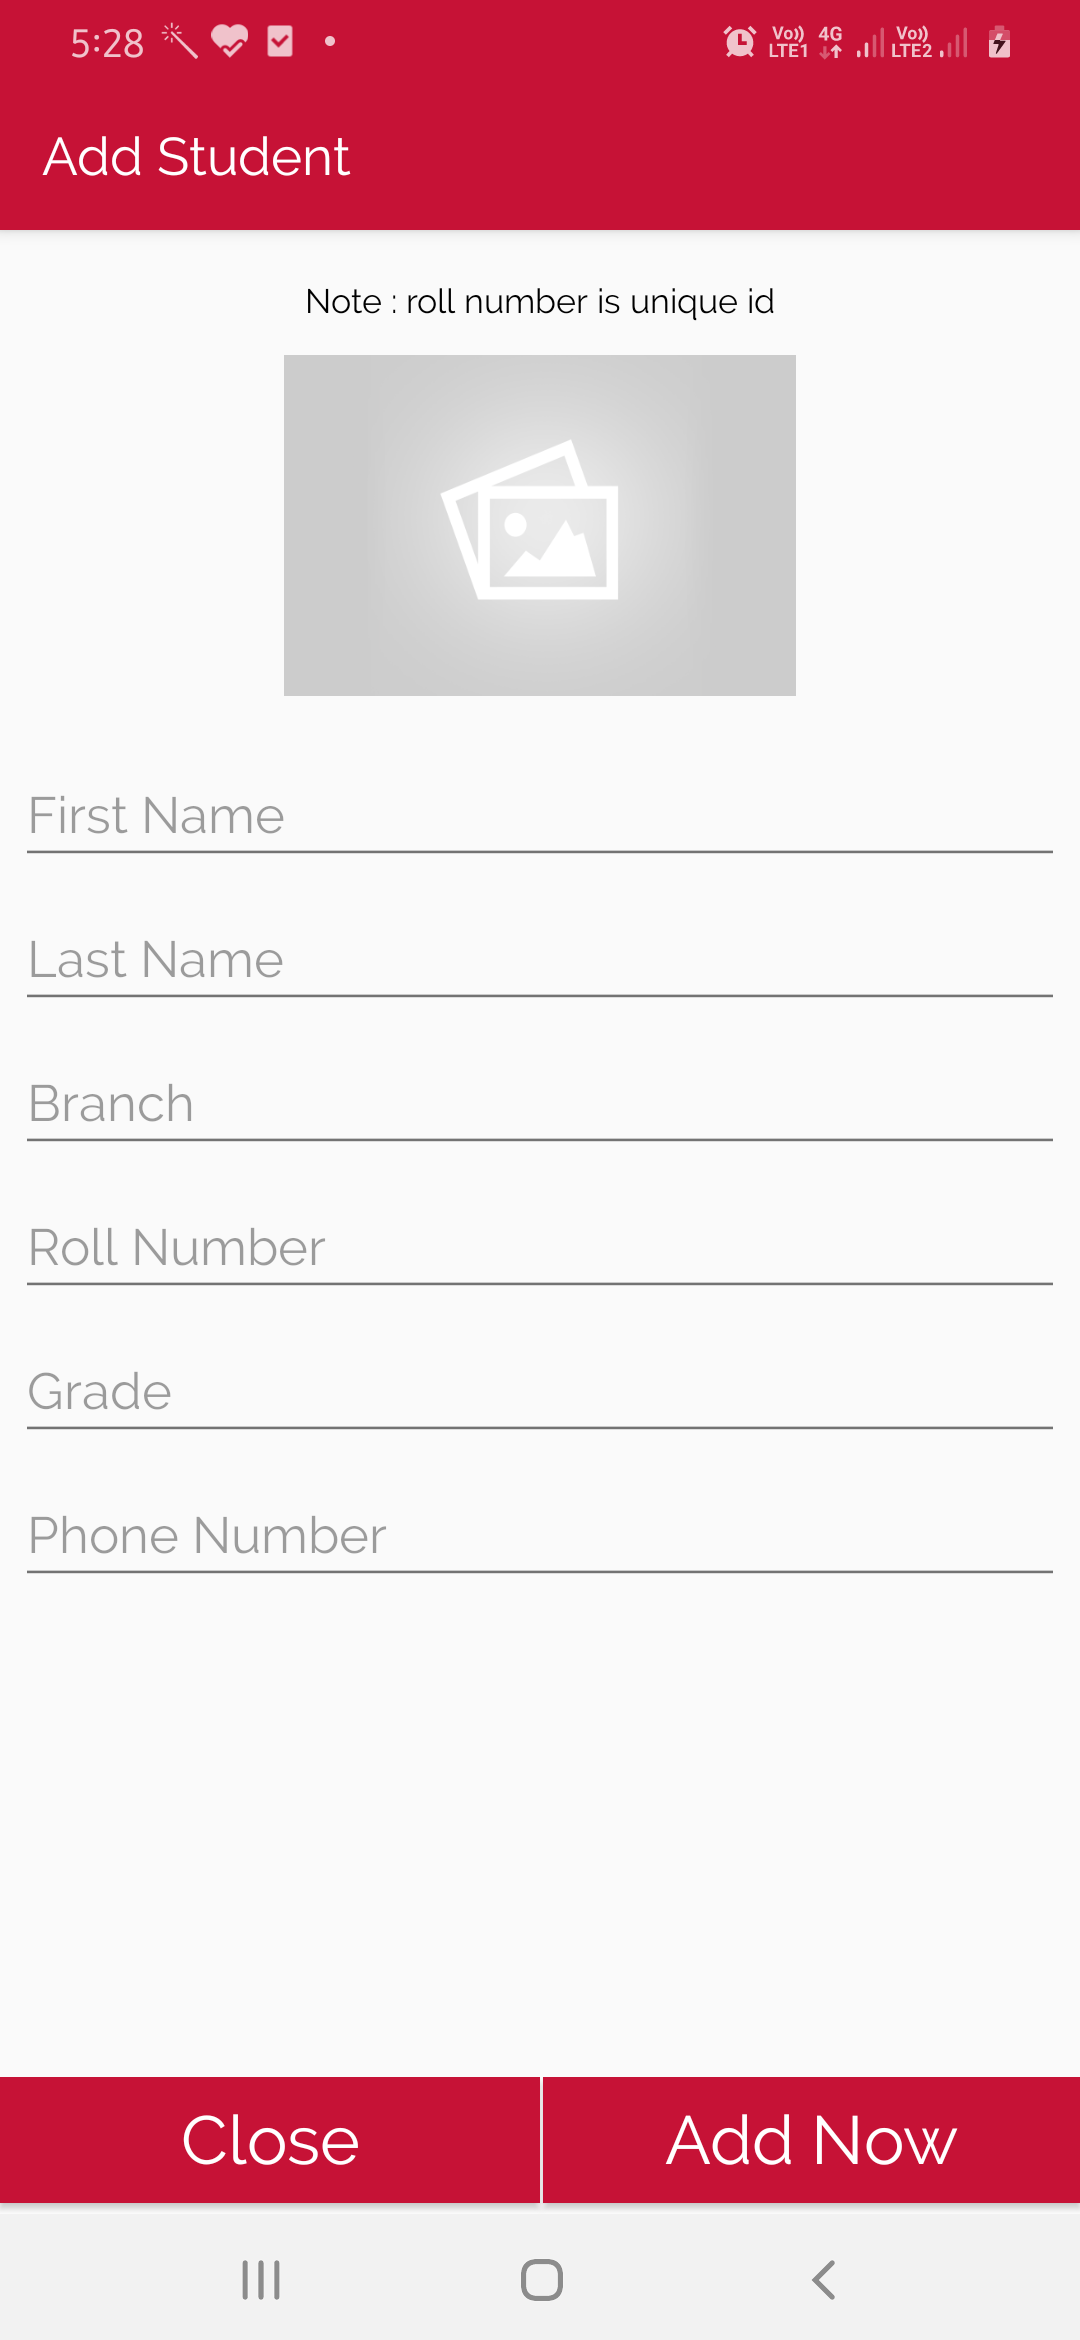 5:28 Vo)) LTE1 4G Vo)) LTE2
Add Student
Note : roll number is unique id
First Name
Last Name
Branch
Roll Number
Grade
Phone Number
Close Add Now